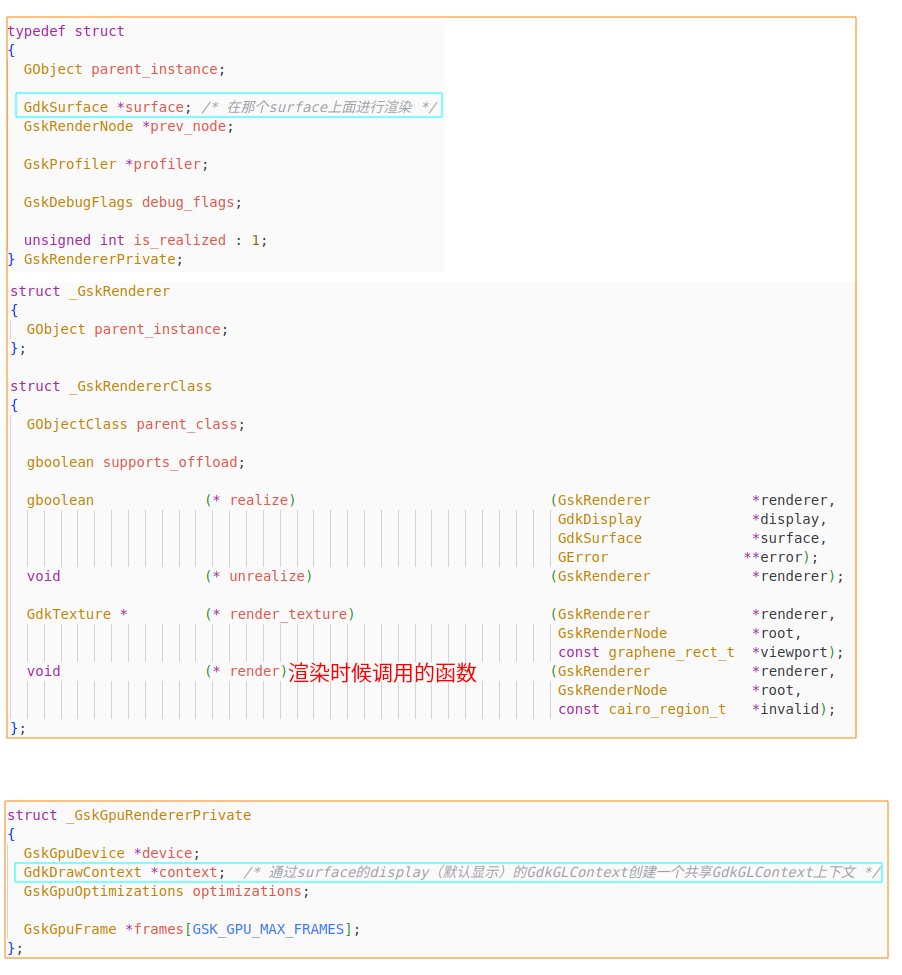 typedef struct
{
  GObject parent_instance;
  GdkSurface *surface; /* 在那个surface上面进行渲染 */
  GskRenderNode *prev_node;
  GskProfiler *profiler;
  GskDebugFlags debug_flags;
  unsigned int is_realized : 1;
} GskRendererPrivate;
struct _GskRenderer
{
  GObject parent_instance;
};
struct _GskRendererClass
{
  GObjectClass parent_class;
  gboolean supports_offload;
  gboolean (* realize) (GskRenderer *renderer,
  GdkDisplay *display,
  GdkSurface *surface,
  GError **error);
  void (* unrealize) (GskRenderer *renderer);
  GdkTexture * (* render_texture) (GskRenderer *renderer,
  GskRenderNode *root,
  const graphene_rect_t *viewport);
  void (* render)渲染时候调用的函数 (GskRenderer *renderer,
  GskRenderNode *root,
  const cairo_region_t *invalid);
};
struct _GskGpuRendererPrivate
{
  GskGpuDevice *device;
  GdkDrawContext *context; /* 通过surface的display（默认显示）的GdkGLContext创建一个共享GdkGLContext上下文 */
  GskGpuOptimizations optimizations;
  GskGpuFrame *frames[GSK_GPU_MAX_FRAMES];
};